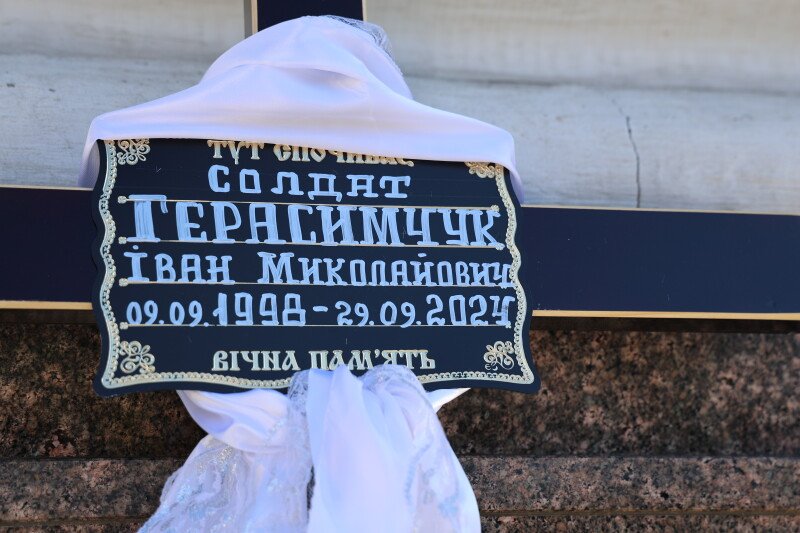 ТУТ СПОЧИВАЄ
СОЛДАТ
ГЕРАСИМЧУК
ІВАН МИКОЛАЙОВИЧ
09.09.1998-29.09.2024
ВІЧНА ПАМ'ЯТЬ